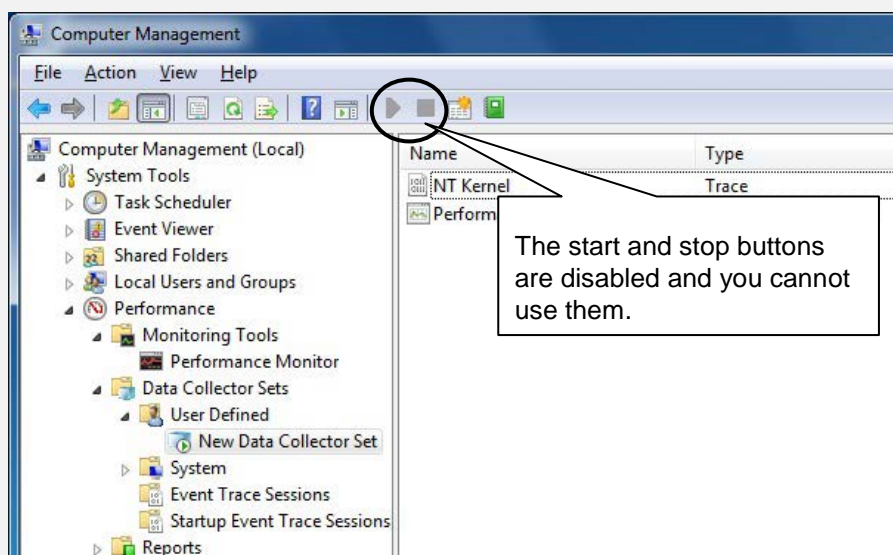 Computer Management
File Action View Help
Computer Management (Local)
System Tools
Task Scheduler
Event Viewer
Shared Folders
Local Users and Groups
Performance
Monitoring Tools
Performance Monitor
Data Collector Sets
User Defined
New Data Collector Set
System
Event Trace Sessions
Startup Event Trace Sessions
Reports
Name Type
NT Kernel Trace
Perform
The start and stop buttons
are disabled and you cannot
use them.